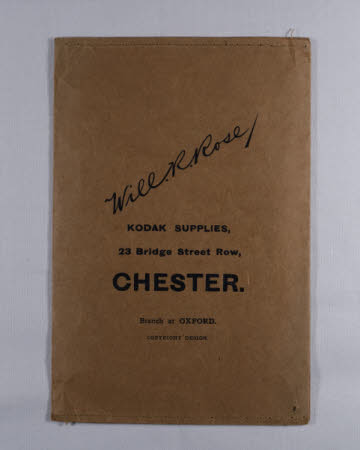 Will. R. Rose
KODAK SUPPLIES,
23 Bridge Street Row,
CHESTER.
Branch at OXFORD.
COPYRIGHT DESIGN.